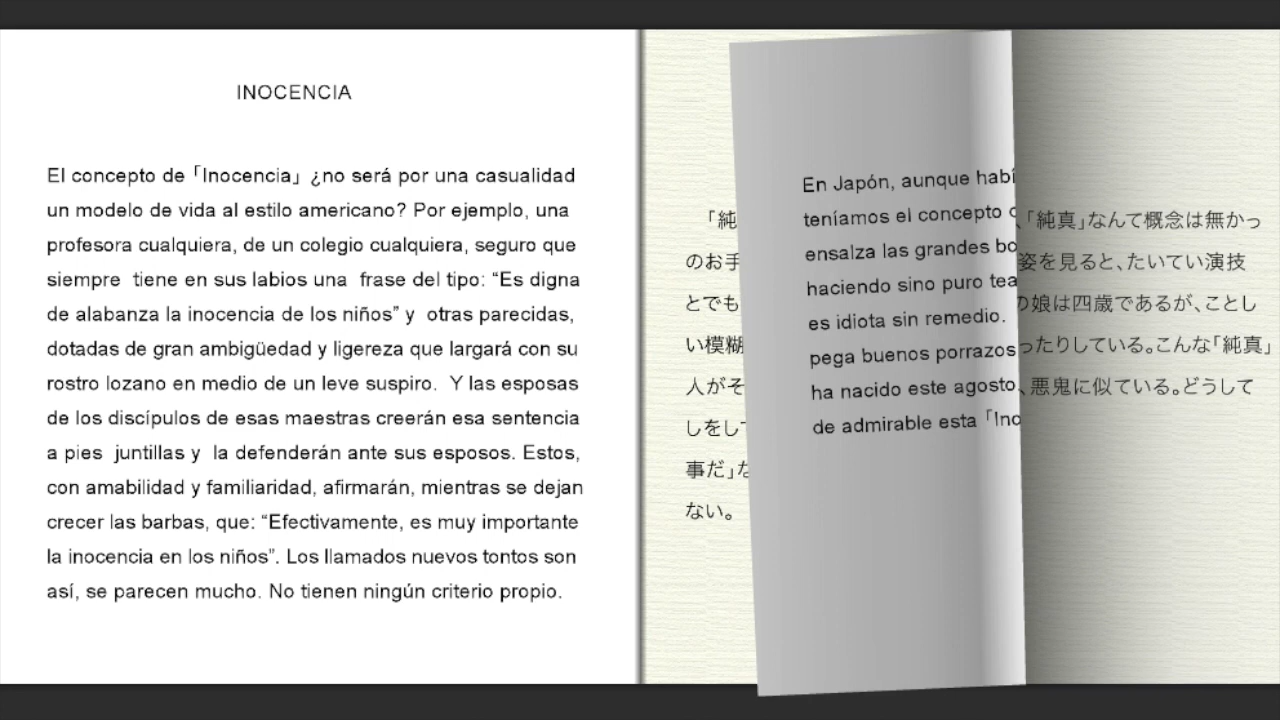 INOCENCIA
El concepto de「Inocencia」¿no será por una casualidad
un modelo de vida al estilo americano? Por ejemplo, una
profesora cualquiera, de un colegio cualquiera, seguro que
siempre  tiene en sus labios una  frase del tipo: “Es digna
de alabanza la inocencia de los niños” y  otras parecidas,
dotadas de gran ambigüedad y ligereza que largará con su
rostro lozano en medio de un leve suspiro.  Y las esposas
de los discípulos de esas maestras creerán esa sentencia
a pies  juntillas y  la defenderán ante sus esposos. Estos,
con amabilidad y familiaridad, afirmarán, mientras se dejan
crecer las barbas, que: “Efectivamente, es muy importante
la inocencia en los niños”. Los llamados nuevos tontos son
así, se parecen mucho. No tienen ningún criterio propio.
En Japón, aunque habí
teníamos el concepto
ensalza las grandes bo
haciendo sino puro tea
es idiota sin remedio.
pega buenos porrazos
ha nacido este agosto
de admirable esta「Ino
「純 、「純真」なんて概念は無かっ
のお手 姿を見ると、たいてい演技
とでも の娘は四歳であるが、ことし
い模糊 ったりしている。こんな「純真」
人がそ 、悪鬼に似ている。どうして
しをし
事だ」な
ない。